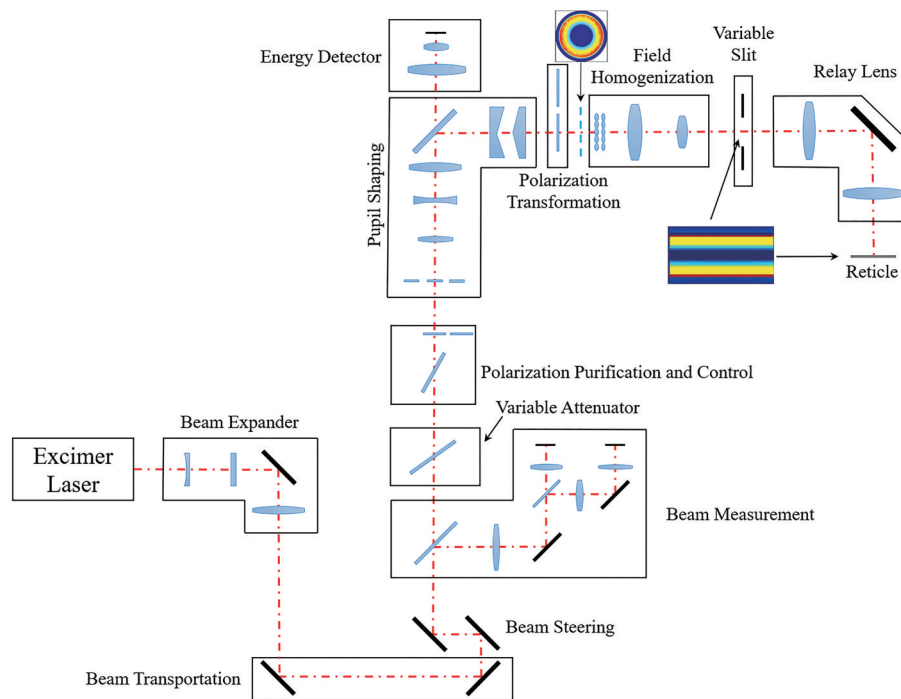 Energy Detector
Field
Homogenization
Variable
Slit
Relay Lens
Pupil Shaping
Polarization
Transformation
Reticle
Polarization Purification and Control
Variable Attenuator
Beam Expander
Excimer
Laser
Beam Measurement
Beam Steering
Beam Transportation